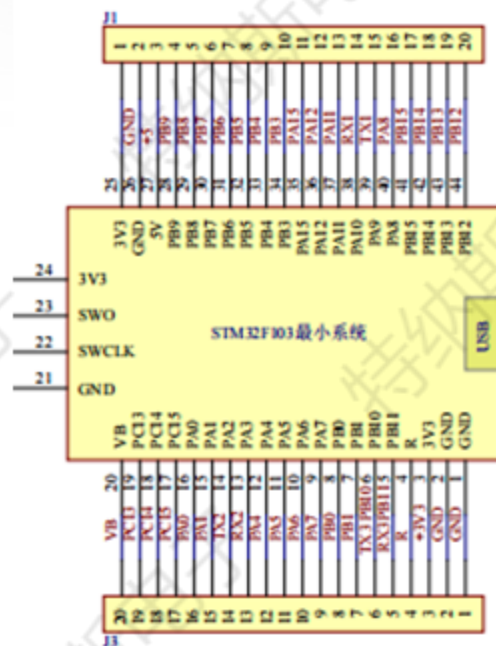 J1
1 2 3 4 5 6 7 8 9 10 11 12 13 14 15 16 17 18 19 20
GND +5 PB9 PB8 PB7 PB6 PB5 PB4 PB3 PA15 PA12 PA11 RX1 TX1 PA8 PB15 PB14 PB13 PB12
25 26 27 28 29 30 31 32 33 34 35 36 37 38 39 40 41 42 43 44
3V3 GND 5V PB9 PB8 PB7 PB6 PB5 PB4 PB3 PA15 PA12 PA11 PA10 PA9 PA8 PB15 PB14 PB13 PB12
24 3V3
23 SWO
22 SWCLK
21 GND
STM32F103最小系统
USB
VB PC13 PC14 PC15 PA0 PA1 PA2 PA3 PA4 PA5 PA6 PA7 PB0 PB1 PB10 PB11 R 3V3 GND GND
20 19 18 17 16 15 14 13 12 11 10 9 8 7 6 5 4 3 2 1
VB PC13 PC14 PC15 PA0 PA1 TX2 RX2 PA4 PA5 PA6 PA7 PB0 PB1 TX3PB10 RX3PB11 R +3V3 GND GND
20 19 18 17 16 15 14 13 12 11 10 9 8 7 6 5 4 3 2 1
J3
特纳斯
特纳斯